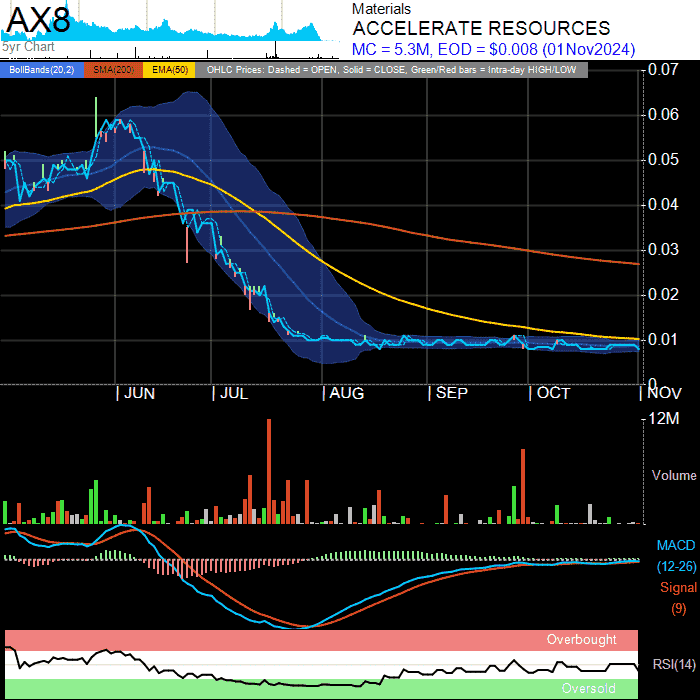 AX8
5yr Chart
Materials
ACCELERATE RESOURCES
MC = 5.3M, EOD = $0.008 (01Nov2024)
BollBands(20,2) SMA(200) EMA(50) OHLC Prices: Dashed = OPEN, Solid = CLOSE, Green/Red bars = Intra-day HIGH/LOW
0.07
0.06
0.05
0.04
0.03
0.02
0.01
0
JUN JUL AUG SEP OCT NOV
12M
Volume
MACD
(12-26)
Signal
(9)
Overbought
RSI(14)
Oversold